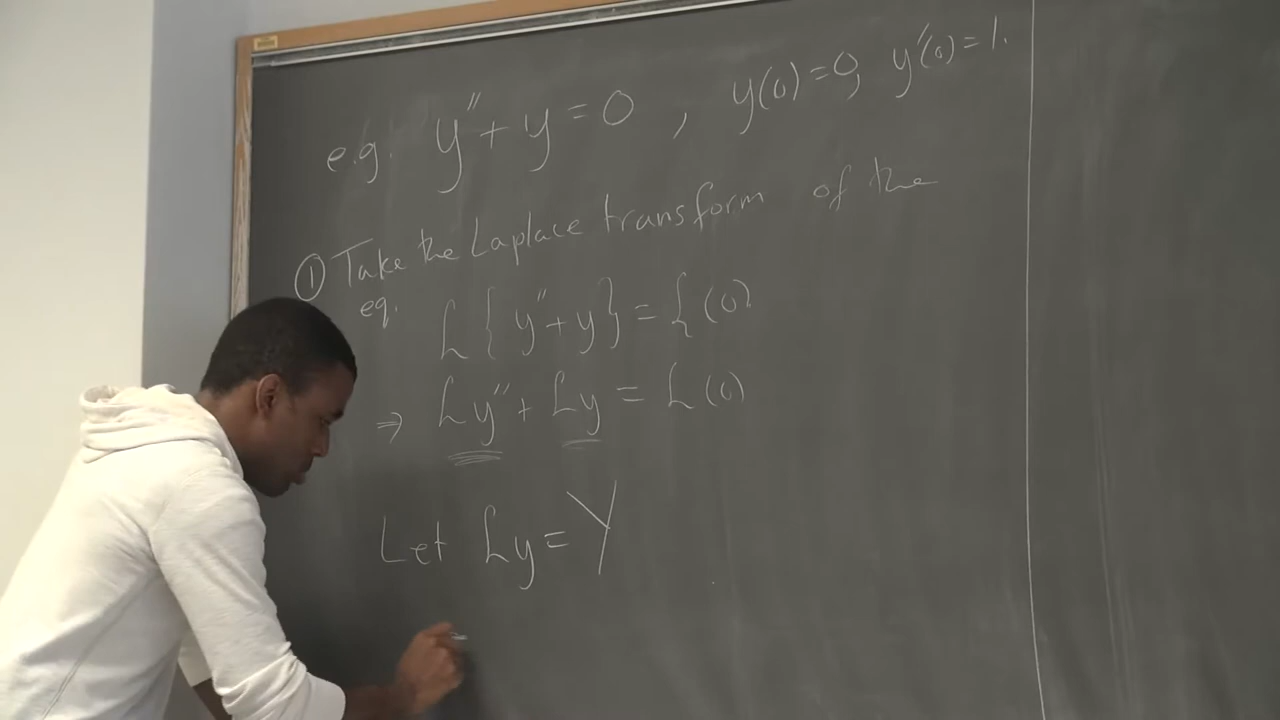 e.g. y'' + y = 0 , y(0) = 0, y'(0) = 1.
① Take the Laplace transform of the
eq. L{y'' + y} = L(0)
⇒ Ly'' + Ly = L(0)
Let Ly = Y